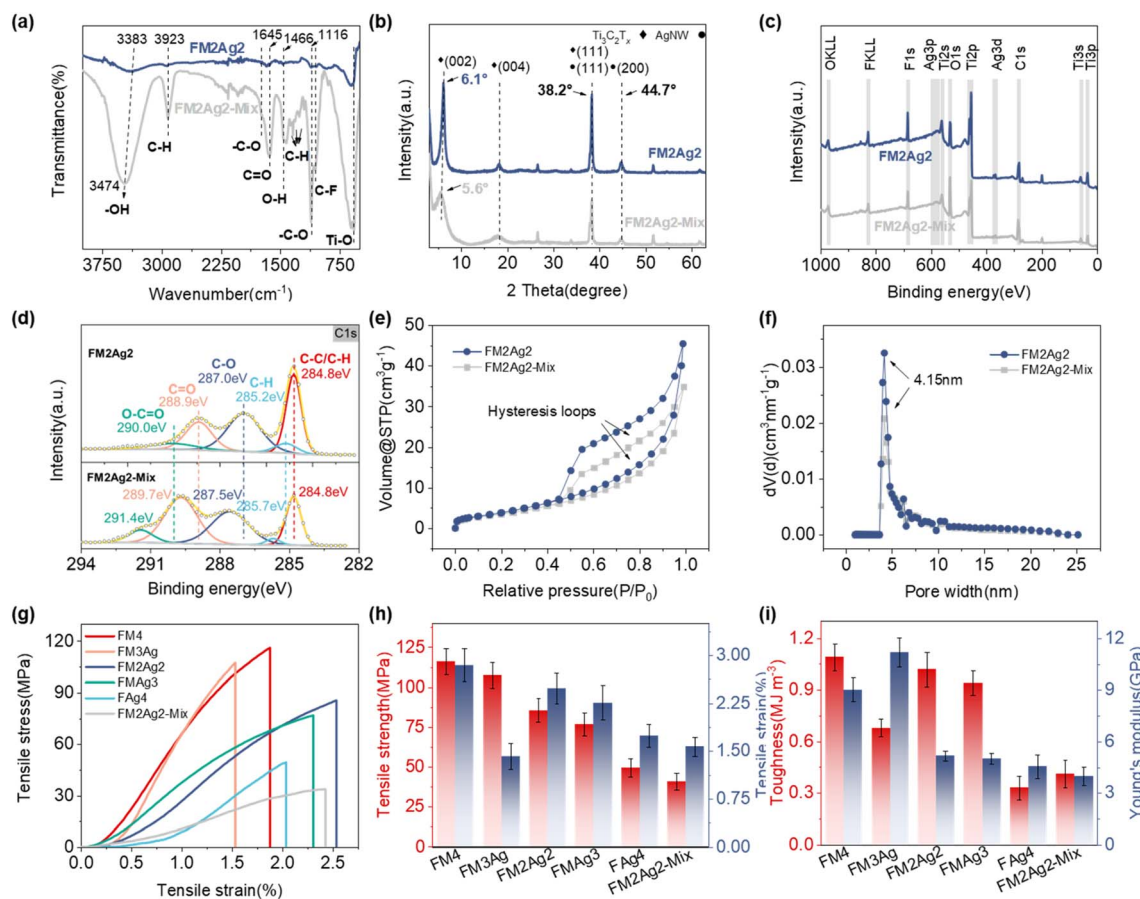 (a)
3383 3923 1645 1466 1116
FM2Ag2
FM2Ag2-Mix
C-H
-C-O
C=O
O-H
C-H
C-F
-C-O
Ti-O
3474
-OH
Transmittance(%)
3750 3000 2250 1500 750
Wavenumber(cm⁻¹)
(b)
Ti₃C₂Tₓ ♦ AgNW ●
♦(002)
6.1°
♦(004)
♦(111)
●(111)
●(200)
38.2°
44.7°
FM2Ag2
5.6°
FM2Ag2-Mix
Intensity(a.u.)
10 20 30 40 50 60
2 Theta(degree)
(c)
OKLL
FKLL
F1s
Ag3p
Ti2s
O1s
Ti2p
Ag3d
C1s
Ti3s
Ti3p
FM2Ag2
FM2Ag2-Mix
Intensity(a.u.)
1000 800 600 400 200 0
Binding energy(eV)
(d)
C1s
FM2Ag2
C-C/C-H
284.8eV
C-O
287.0eV
C-H
285.2eV
C=O
288.9eV
O-C=O
290.0eV
FM2Ag2-Mix
289.7eV
287.5eV
285.7eV
284.8eV
291.4eV
Intensity(a.u.)
294 291 288 285 282
Binding energy(eV)
(e)
FM2Ag2
FM2Ag2-Mix
Hysteresis loops
Volume@STP(cm³g⁻¹)
50
40
30
20
10
0
0.0 0.2 0.4 0.6 0.8 1.0
Relative pressure(P/P₀)
(f)
FM2Ag2
FM2Ag2-Mix
4.15nm
dV(d)(cm³nm⁻¹g⁻¹)
0.03
0.02
0.01
0.00
0 5 10 15 20 25
Pore width(nm)
(g)
FM4
FM3Ag
FM2Ag2
FMAg3
FAg4
FM2Ag2-Mix
Tensile stress(MPa)
120
90
60
30
0
0.0 0.5 1.0 1.5 2.0 2.5
Tensile strain(%)
(h)
Tensile strength(MPa)
125
100
75
50
25
0
Tensile strain(%)
3.00
2.25
1.50
0.75
0.00
FM4
FM3Ag
FM2Ag2
FMAg3
FAg4
FM2Ag2-Mix
(i)
Toughness(MJ m⁻³)
1.2
0.9
0.6
0.3
0.0
Young's modulus(GPa)
12
9
6
3
0
FM4
FM3Ag
FM2Ag2
FMAg3
FAg4
FM2Ag2-Mix